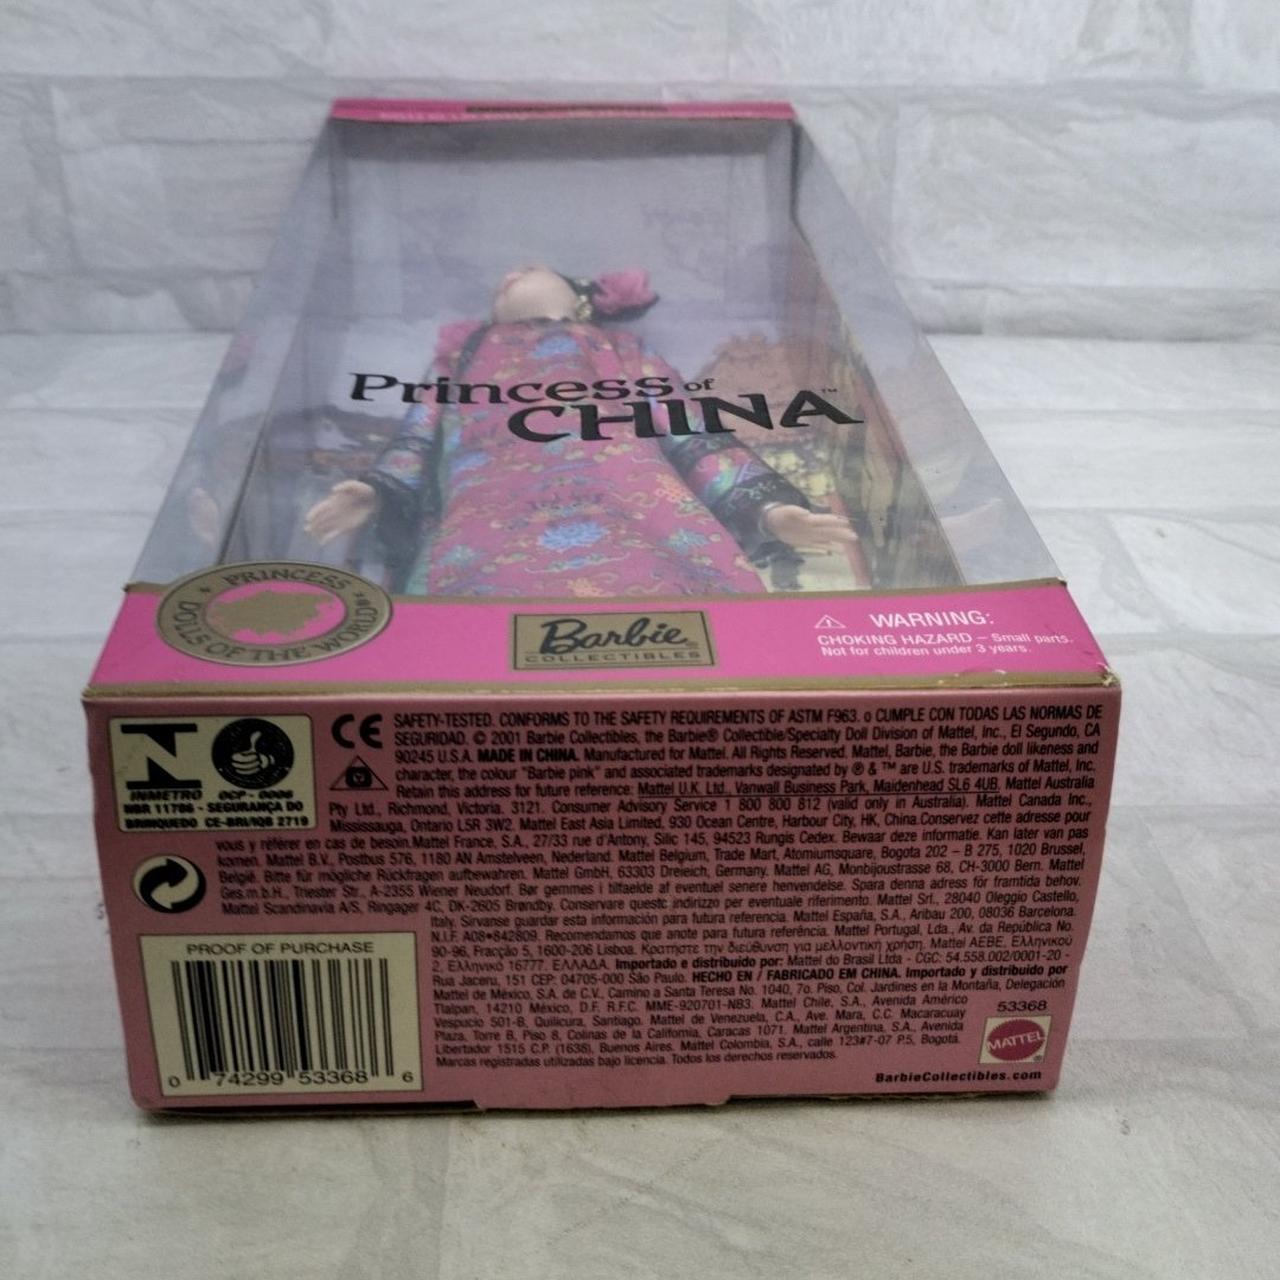 Princess of
CHINA™
PRINCESS
DOLLS OF THE WORLD®
Barbie®
COLLECTIBLES
⚠ WARNING:
CHOKING HAZARD – Small parts.
Not for children under 3 years.
INMETRO OCP - 0006
NBR 11786 - SEGURANÇA DO
BRINQUEDO CE-BRI/IQB 2719
CE
SAFETY-TESTED. CONFORMS TO THE SAFETY REQUIREMENTS OF ASTM F963. o CUMPLE CON TODAS LAS NORMAS DE
SEGURIDAD. © 2001 Barbie Collectibles, the Barbie® Collectible/Specialty Doll Division of Mattel, Inc., El Segundo, CA
90245 U.S.A. MADE IN CHINA. Manufactured for Mattel. All Rights Reserved. Mattel, Barbie, the Barbie doll likeness and
character, the colour "Barbie pink" and associated trademarks designated by ® & ™ are U.S. trademarks of Mattel, Inc.
Retain this address for future reference: Mattel U.K. Ltd., Vanwall Business Park, Maidenhead SL6 4UB. Mattel Australia
Pty Ltd., Richmond, Victoria. 3121. Consumer Advisory Service 1 800 800 812 (valid only in Australia). Mattel Canada Inc.,
Mississauga, Ontario L5R 3W2. Mattel East Asia Limited, 930 Ocean Centre, Harbour City, HK, China.Conservez cette adresse pour
vous y référer en cas de besoin.Mattel France, S.A., 27/33 rue d'Antony, Silic 145, 94523 Rungis Cedex. Bewaar deze informatie. Kan later van pas
komen. Mattel B.V., Postbus 576, 1180 AN Amstelveen, Nederland. Mattel Belgium, Trade Mart, Atomiumsquare, Bogota 202 – B 275, 1020 Brussel,
België. Bitte für mögliche Rückfragen aufbewahren. Mattel GmbH, 63303 Dreieich, Germany. Mattel AG, Monbijoustrasse 68, CH-3000 Bern. Mattel
Ges.m.b.H., Triester Str., A-2355 Wiener Neudorf. Bør gemmes i tilfælde af eventuel senere henvendelse. Spara denna adress för framtida behov.
Mattel Scandinavia A/S, Ringager 4C, DK-2605 Brøndby. Conservare questo indirizzo per eventuale riferimento. Mattel Srl., 28040 Oleggio Castello,
Italy. Sirvanse guardar esta información para futura referencia. Mattel España, S.A., Aribau 200, 08036 Barcelona.
N.I.F. A08•842809. Recomendamos que anote para futura referência. Mattel Portugal, Lda., Av. da República No.
90-96, Fracção 5, 1600-206 Lisboa. Κρατήστε την διεύθυνση για μελλοντική χρήση. Mattel AEBE, Ελληνικού
2, Ελληνικό 16777, ΕΛΛΑΔΑ. Importado e distribuido por: Mattel do Brasil Ltda - CGC: 54.558.002/0001-20 -
Rua Jaceru, 151 CEP: 04705-000 São Paulo. HECHO EN / FABRICADO EM CHINA. Importado y distribuido por
Mattel de México, S.A. de C.V., Camino a Santa Teresa No. 1040, 7o. Piso, Col. Jardines en la Montaña, Delegación
Tlalpan, 14210 México, D.F. R.F.C. MME-920701-NB3. Mattel Chile, S.A., Avenida Américo
Vespucio 501-B, Quilicura, Santiago. Mattel de Venezuela, C.A., Ave. Mara, C.C. Macaracuay
Plaza, Torre B, Piso 8, Colinas de la California, Caracas 1071. Mattel Argentina, S.A., Avenida
Libertador 1515 C.P. (1638), Buenos Aires. Mattel Colombia, S.A., calle 123#7-07 P.5, Bogotá.
Marcas registradas utilizadas bajo licencia. Todos los derechos reservados.
PROOF OF PURCHASE
0 74299 53368 6
53368
MATTEL®
BarbieCollectibles.com